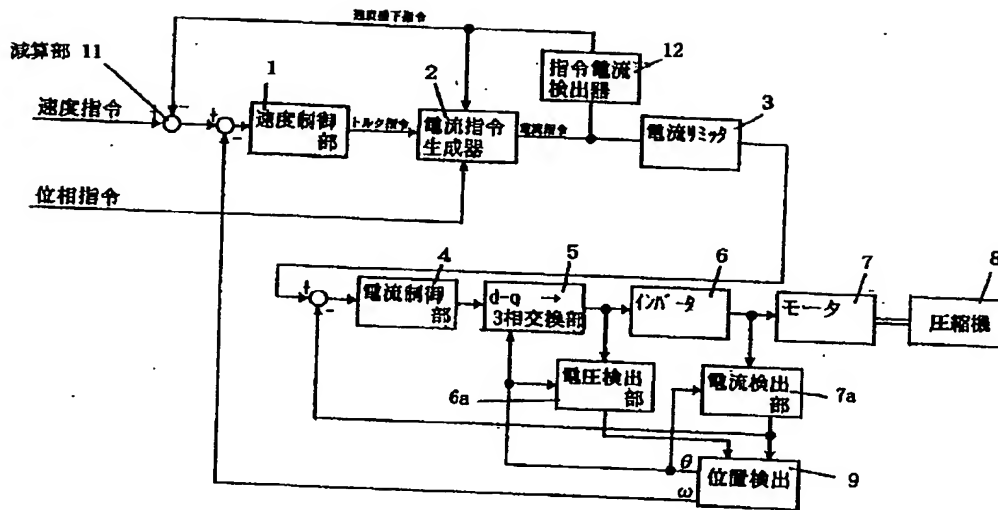 速度垂下指令
減算部 11
12
指令電流
検出器
速度指令
+
-
+
-
1
速度制御
部
トルク指令
2
電流指令
生成器
電流指令
3
電流リミッタ
位相指令
+
-
4
電流制御
部
5
d-q →
3相交換部
6
インバータ
7
モータ
8
圧縮機
6a
電圧検出
部
電流検出
部
7a
θ
ω
位置検出
9